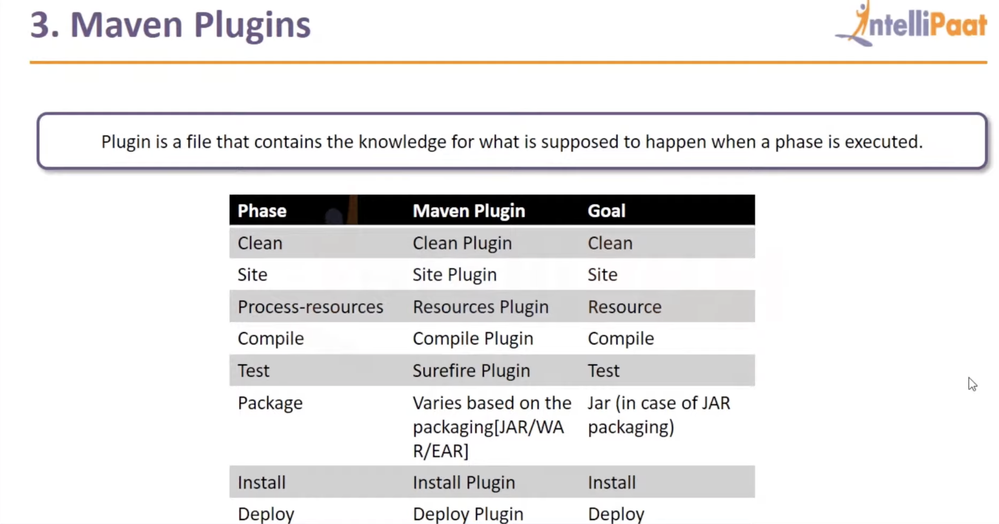 3. Maven Plugins
IntelliPaat
Plugin is a file that contains the knowledge for what is supposed to happen when a phase is executed.
Phase Maven Plugin Goal
Clean Clean Plugin Clean
Site Site Plugin Site
Process-resources Resources Plugin Resource
Compile Compile Plugin Compile
Test Surefire Plugin Test
Package Varies based on the Jar (in case of JAR
packaging[JAR/WA packaging)
R/EAR]
Install Install Plugin Install
Deploy Deploy Plugin Deploy